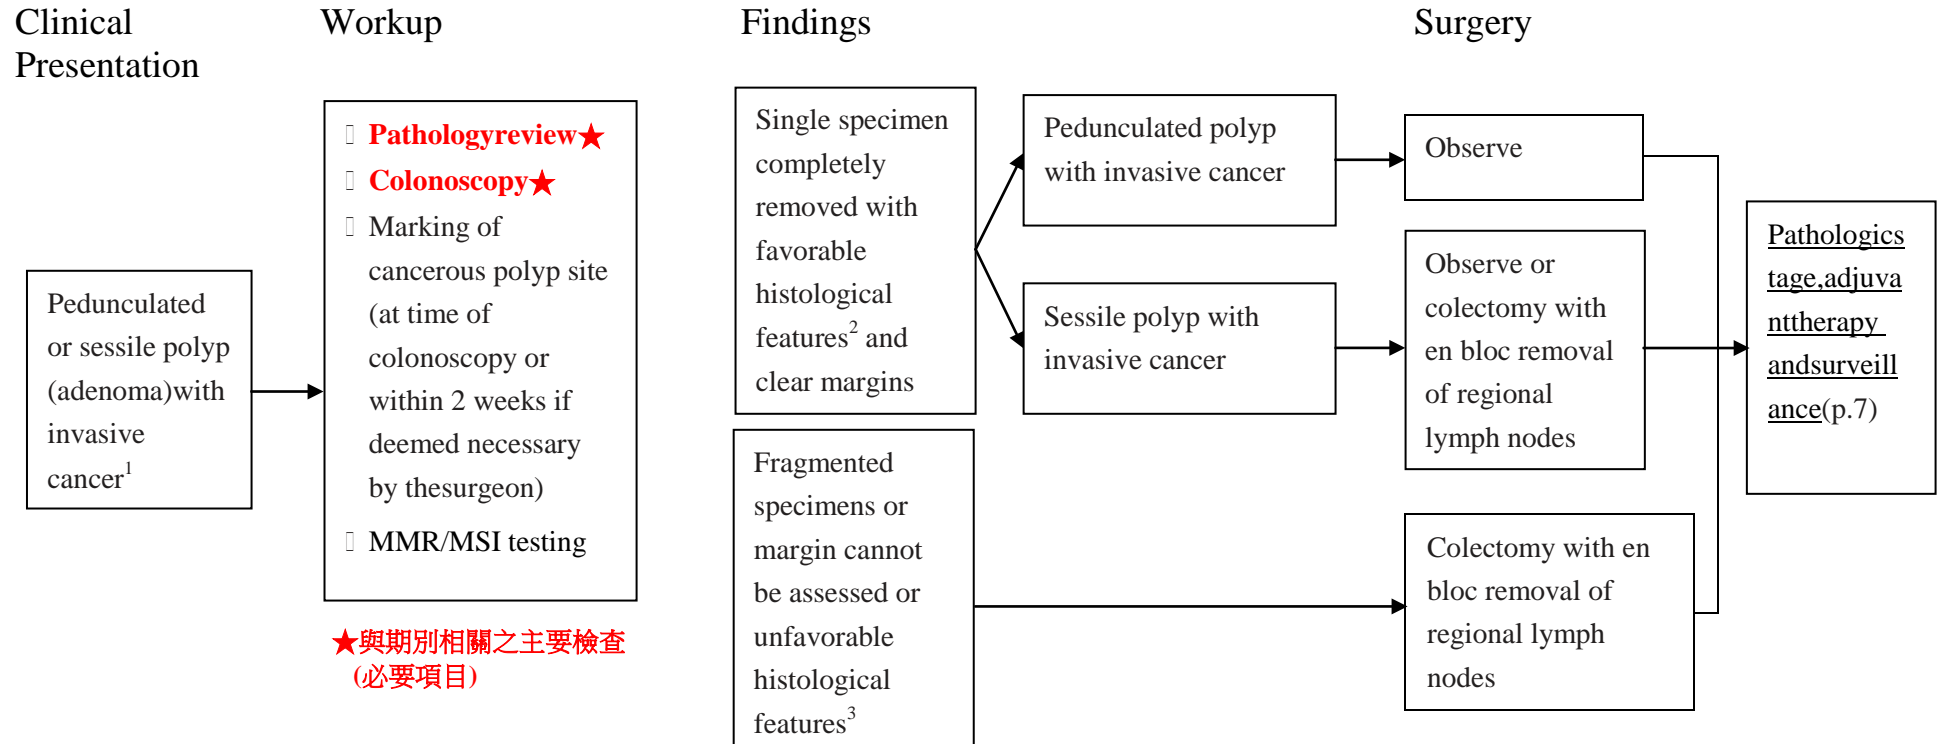 Clinical
Presentation
Workup
Findings
Surgery
Pedunculated
or sessile polyp
(adenoma)with
invasive
cancer1
Pathologyreview★
Colonoscopy★
Marking of
cancerous polyp site
(at time of
colonoscopy or
within 2 weeks if
deemed necessary
by thesurgeon)
MMR/MSI testing
★與期別相關之主要檢查
(必要項目)
Single specimen
completely
removed with
favorable
histological
features2 and
clear margins
Fragmented
specimens or
margin cannot
be assessed or
unfavorable
histological
features3
Pedunculated polyp
with invasive cancer
Sessile polyp with
invasive cancer
Observe
Observe or
colectomy with
en bloc removal
of regional
lymph nodes
Colectomy with en
bloc removal of
regional lymph
nodes
Pathologics
tage,adjuva
nttherapy
andsurveill
ance(p.7)